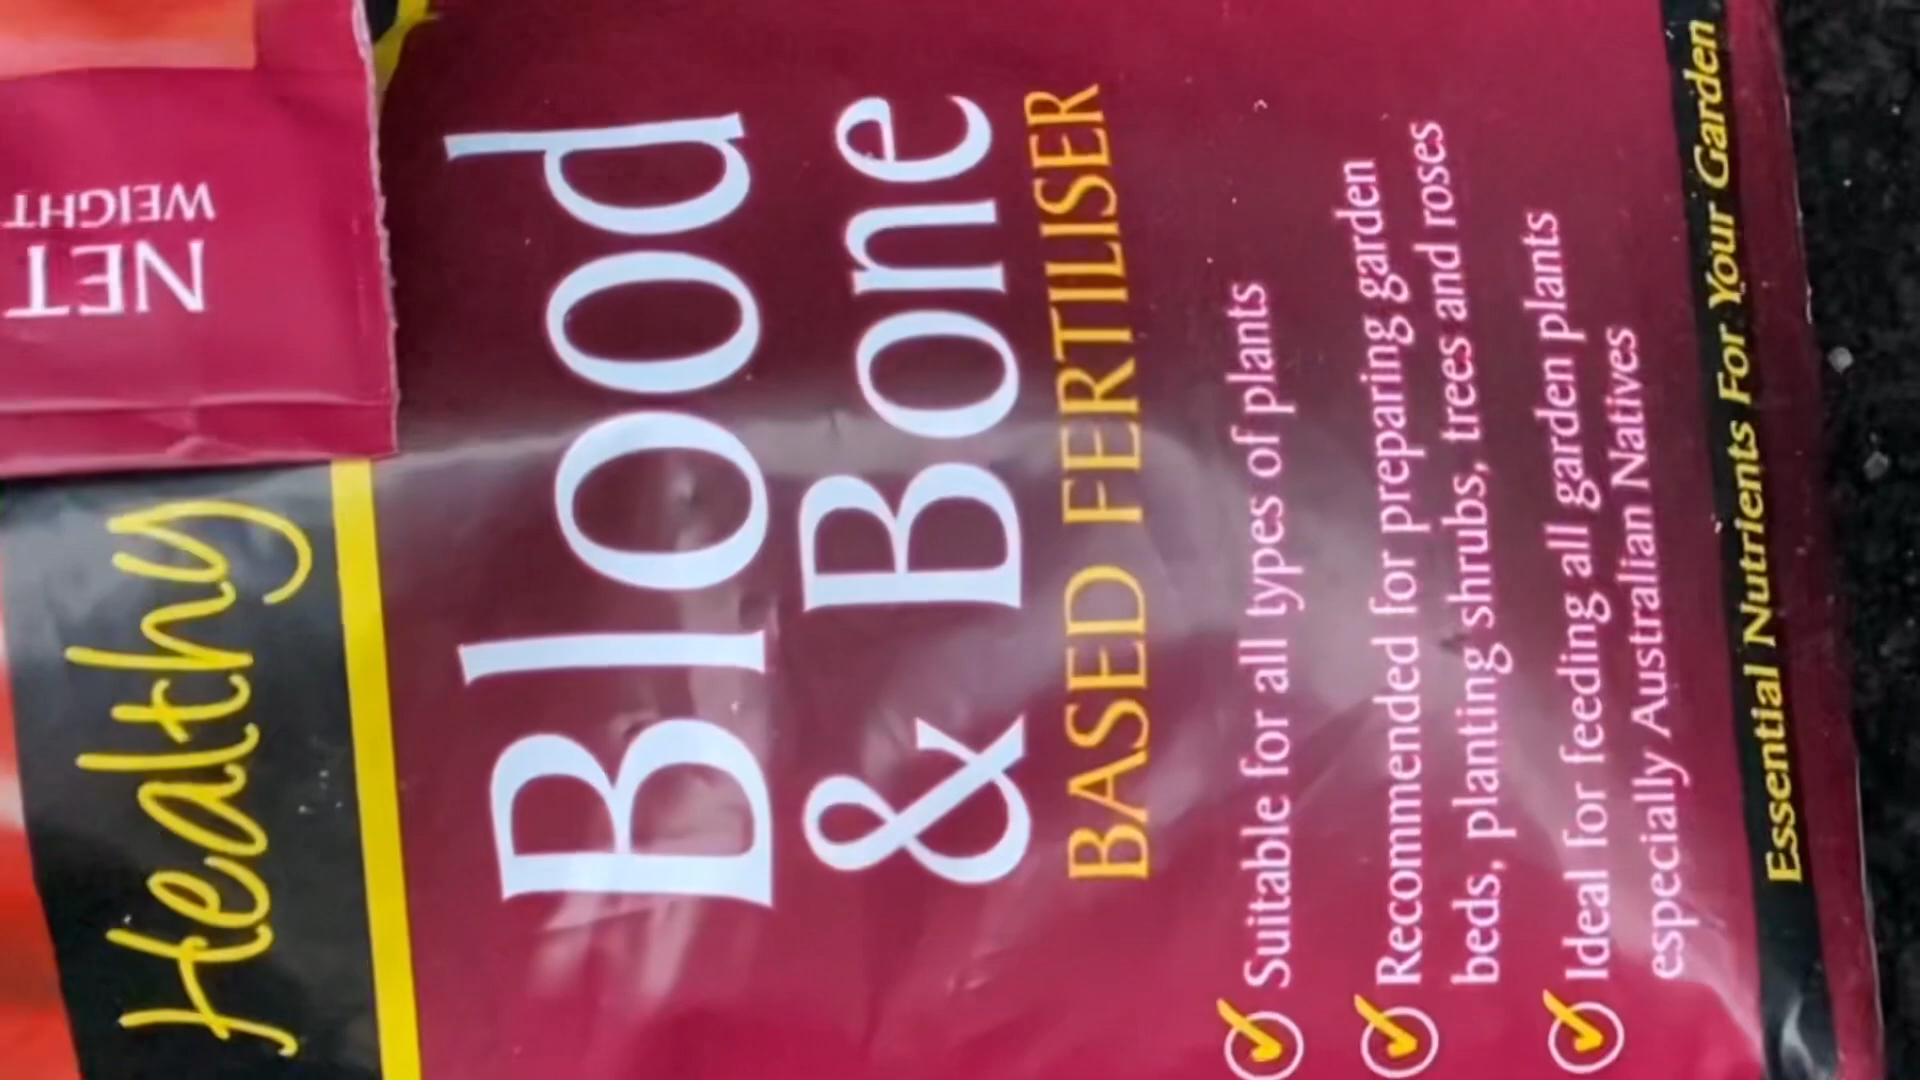 NET
WEIGHT
Healthy
Blood
& Bone
BASED FERTILISER
Suitable for all types of plants
Recommended for preparing garden
beds, planting shrubs, trees and roses
Ideal for feeding all garden plants
especially Australian Natives
Essential Nutrients For Your Garden